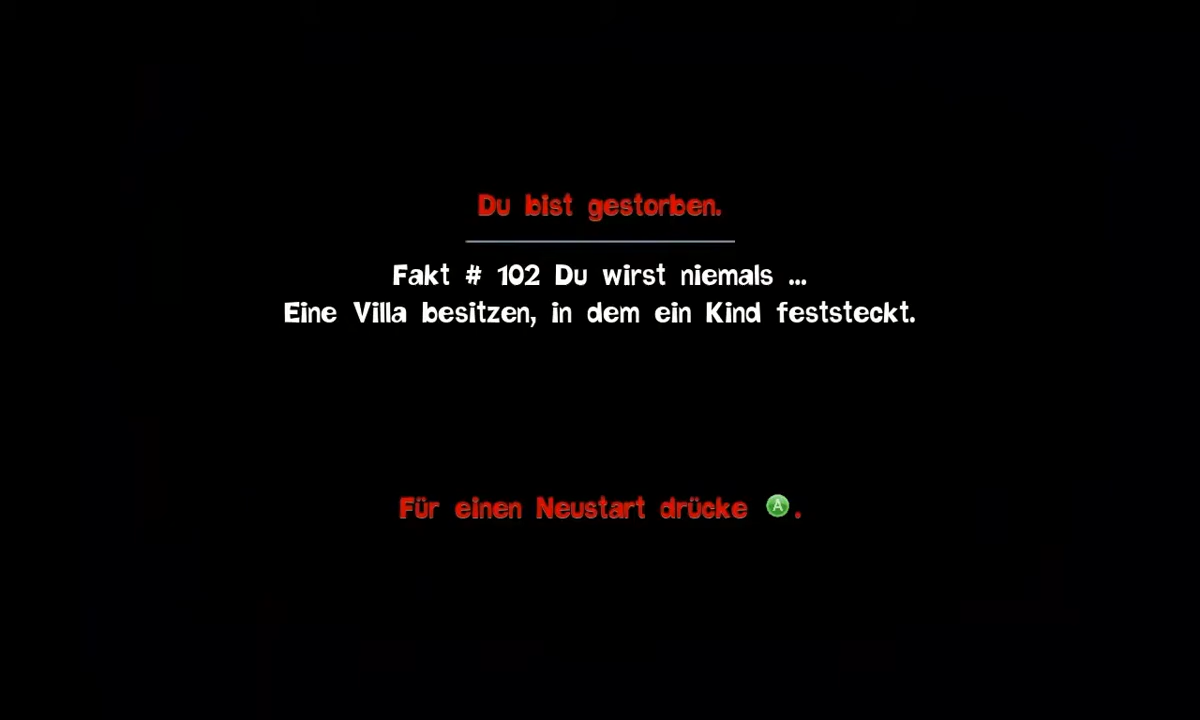 Du bist gestorben.
Fakt # 102 Du wirst niemals ...
Eine Villa besitzen, in dem ein Kind feststeckt.
Für einen Neustart drücke A.